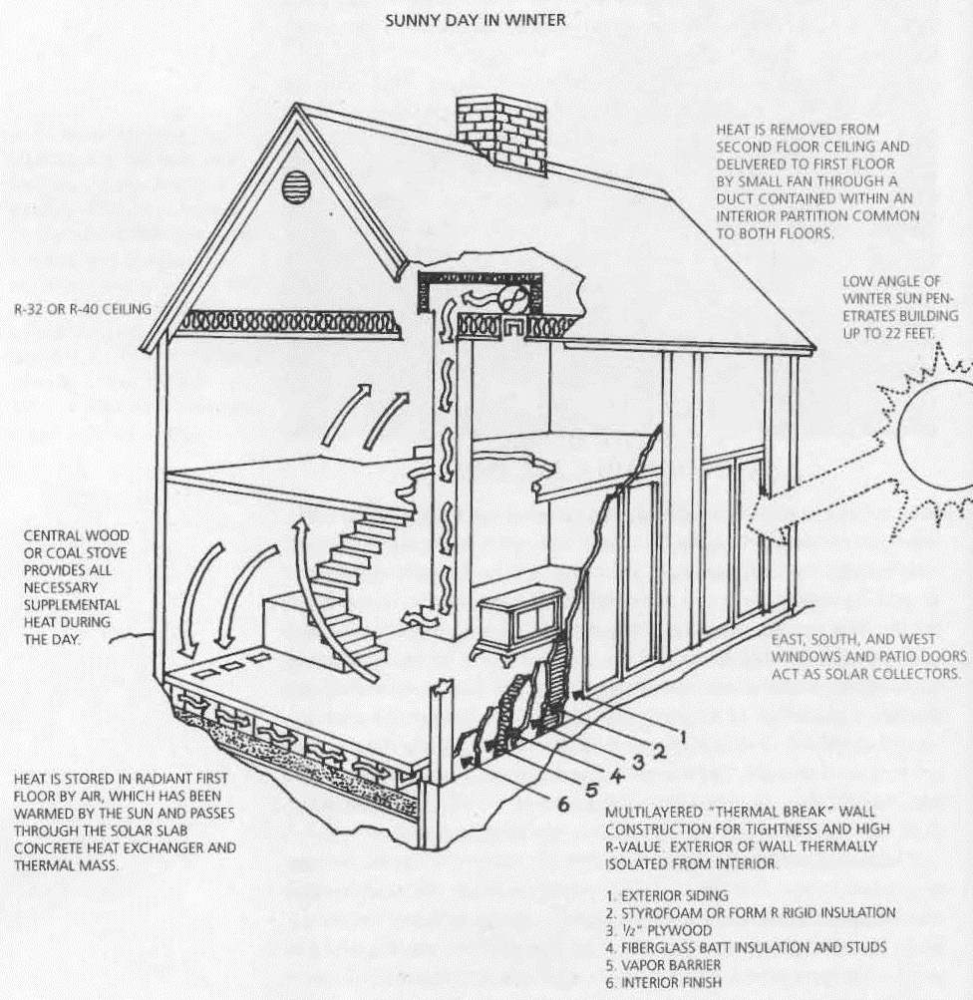 SUNNY DAY IN WINTER
HEAT IS REMOVED FROM
SECOND FLOOR CEILING AND
DELIVERED TO FIRST FLOOR
BY SMALL FAN THROUGH A
DUCT CONTAINED WITHIN AN
INTERIOR PARTITION COMMON
TO BOTH FLOORS.
R-32 OR R-40 CEILING
LOW ANGLE OF
WINTER SUN PEN-
ETRATES BUILDING
UP TO 22 FEET.
CENTRAL WOOD
OR COAL STOVE
PROVIDES ALL
NECESSARY
SUPPLEMENTAL
HEAT DURING
THE DAY.
EAST, SOUTH, AND WEST
WINDOWS AND PATIO DOORS
ACT AS SOLAR COLLECTORS.
1
2
3
4
5
6
HEAT IS STORED IN RADIANT FIRST
FLOOR BY AIR, WHICH HAS BEEN
WARMED BY THE SUN AND PASSES
THROUGH THE SOLAR SLAB
CONCRETE HEAT EXCHANGER AND
THERMAL MASS.
MULTILAYERED "THERMAL BREAK" WALL
CONSTRUCTION FOR TIGHTNESS AND HIGH
R-VALUE. EXTERIOR OF WALL THERMALLY
ISOLATED FROM INTERIOR.
1. EXTERIOR SIDING
2. STYROFOAM OR FORM R RIGID INSULATION
3. ½" PLYWOOD
4. FIBERGLASS BATT INSULATION AND STUDS
5. VAPOR BARRIER
6. INTERIOR FINISH